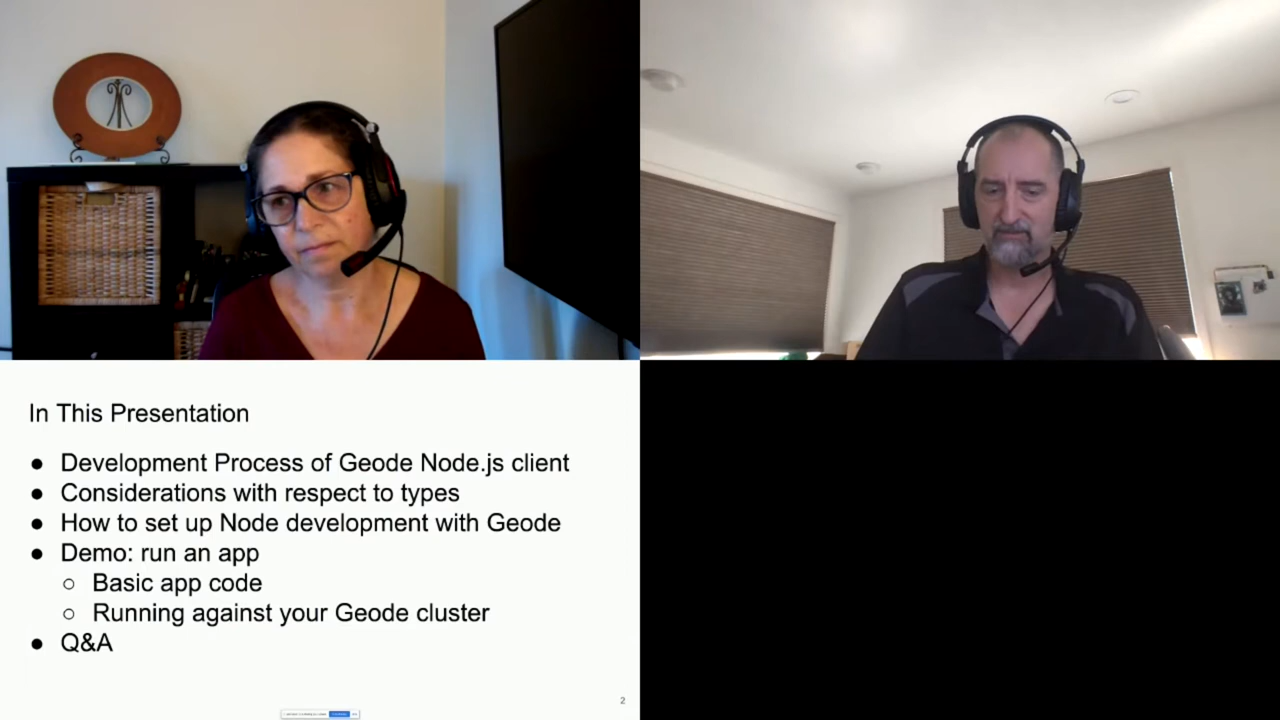 In This Presentation
● Development Process of Geode Node.js client
● Considerations with respect to types
● How to set up Node development with Geode
● Demo: run an app
○ Basic app code
○ Running against your Geode cluster
● Q&A
2